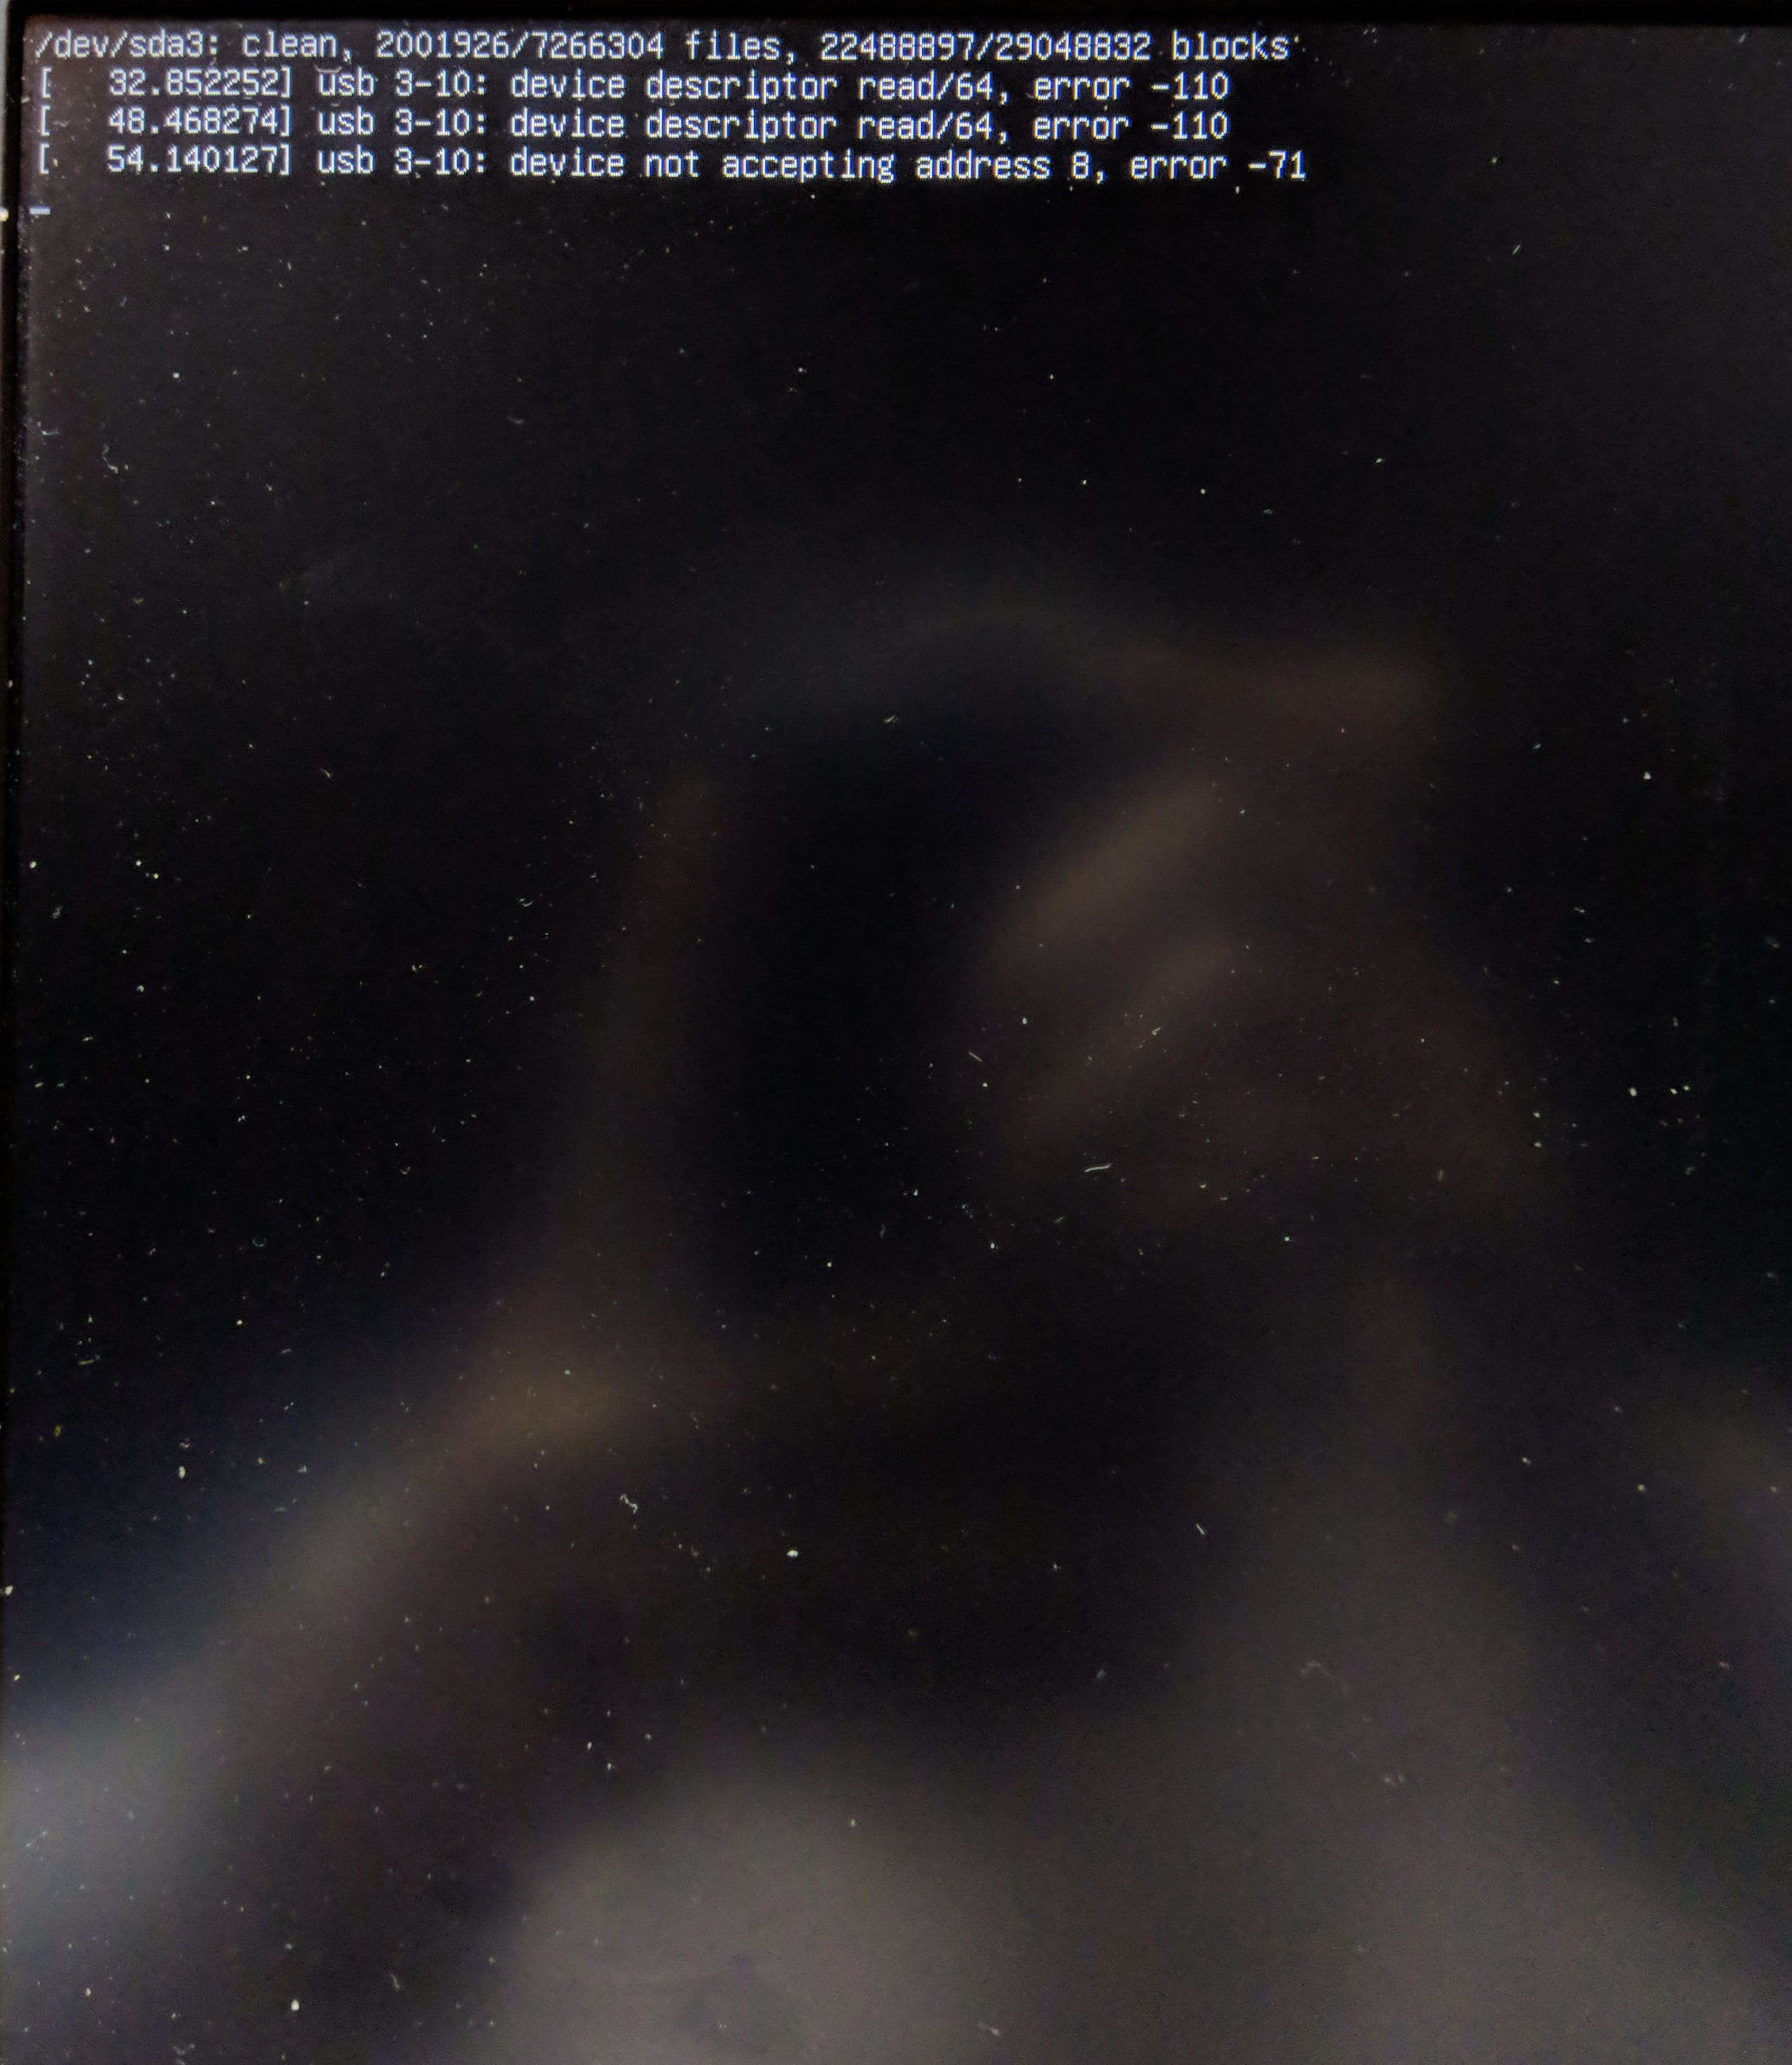 /dev/sda3: clean, 2001926/7266304 files, 22488897/29048832 blocks
[   32.852252] usb 3-10: device descriptor read/64, error -110
[   48.468274] usb 3-10: device descriptor read/64, error -110
[   54.140127] usb 3-10: device not accepting address 8, error -71